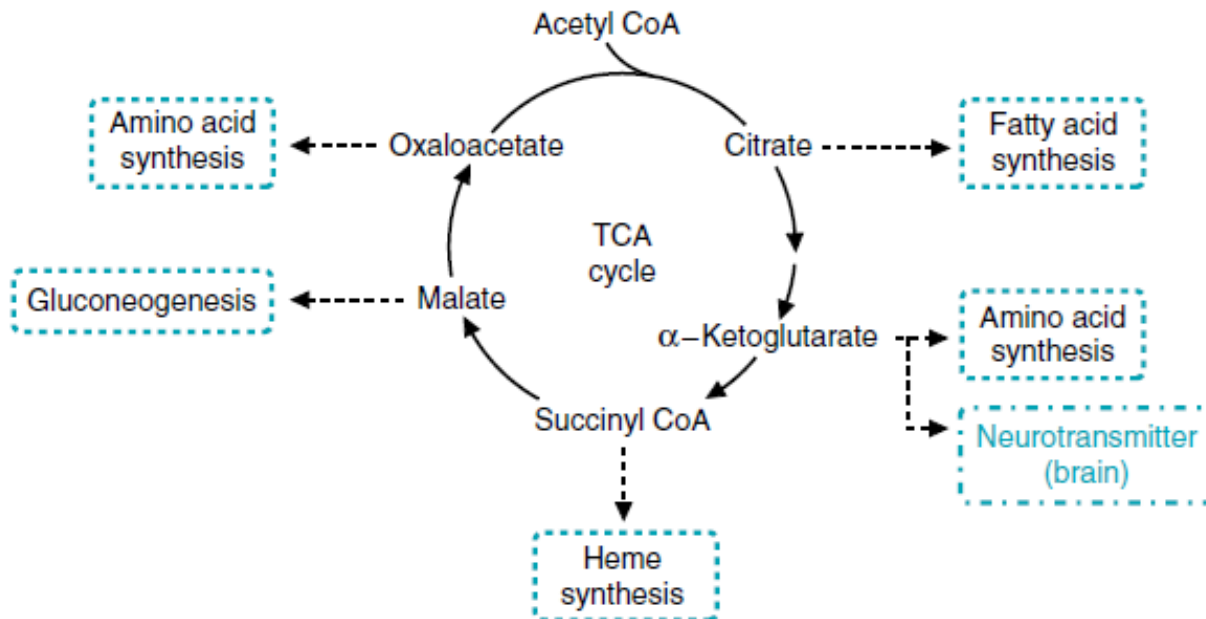 Acetyl CoA
Amino acid
synthesis
Oxaloacetate
Citrate
Fatty acid
synthesis
TCA
cycle
Gluconeogenesis
Malate
α–Ketoglutarate
Amino acid
synthesis
Succinyl CoA
Neurotransmitter
(brain)
Heme
synthesis